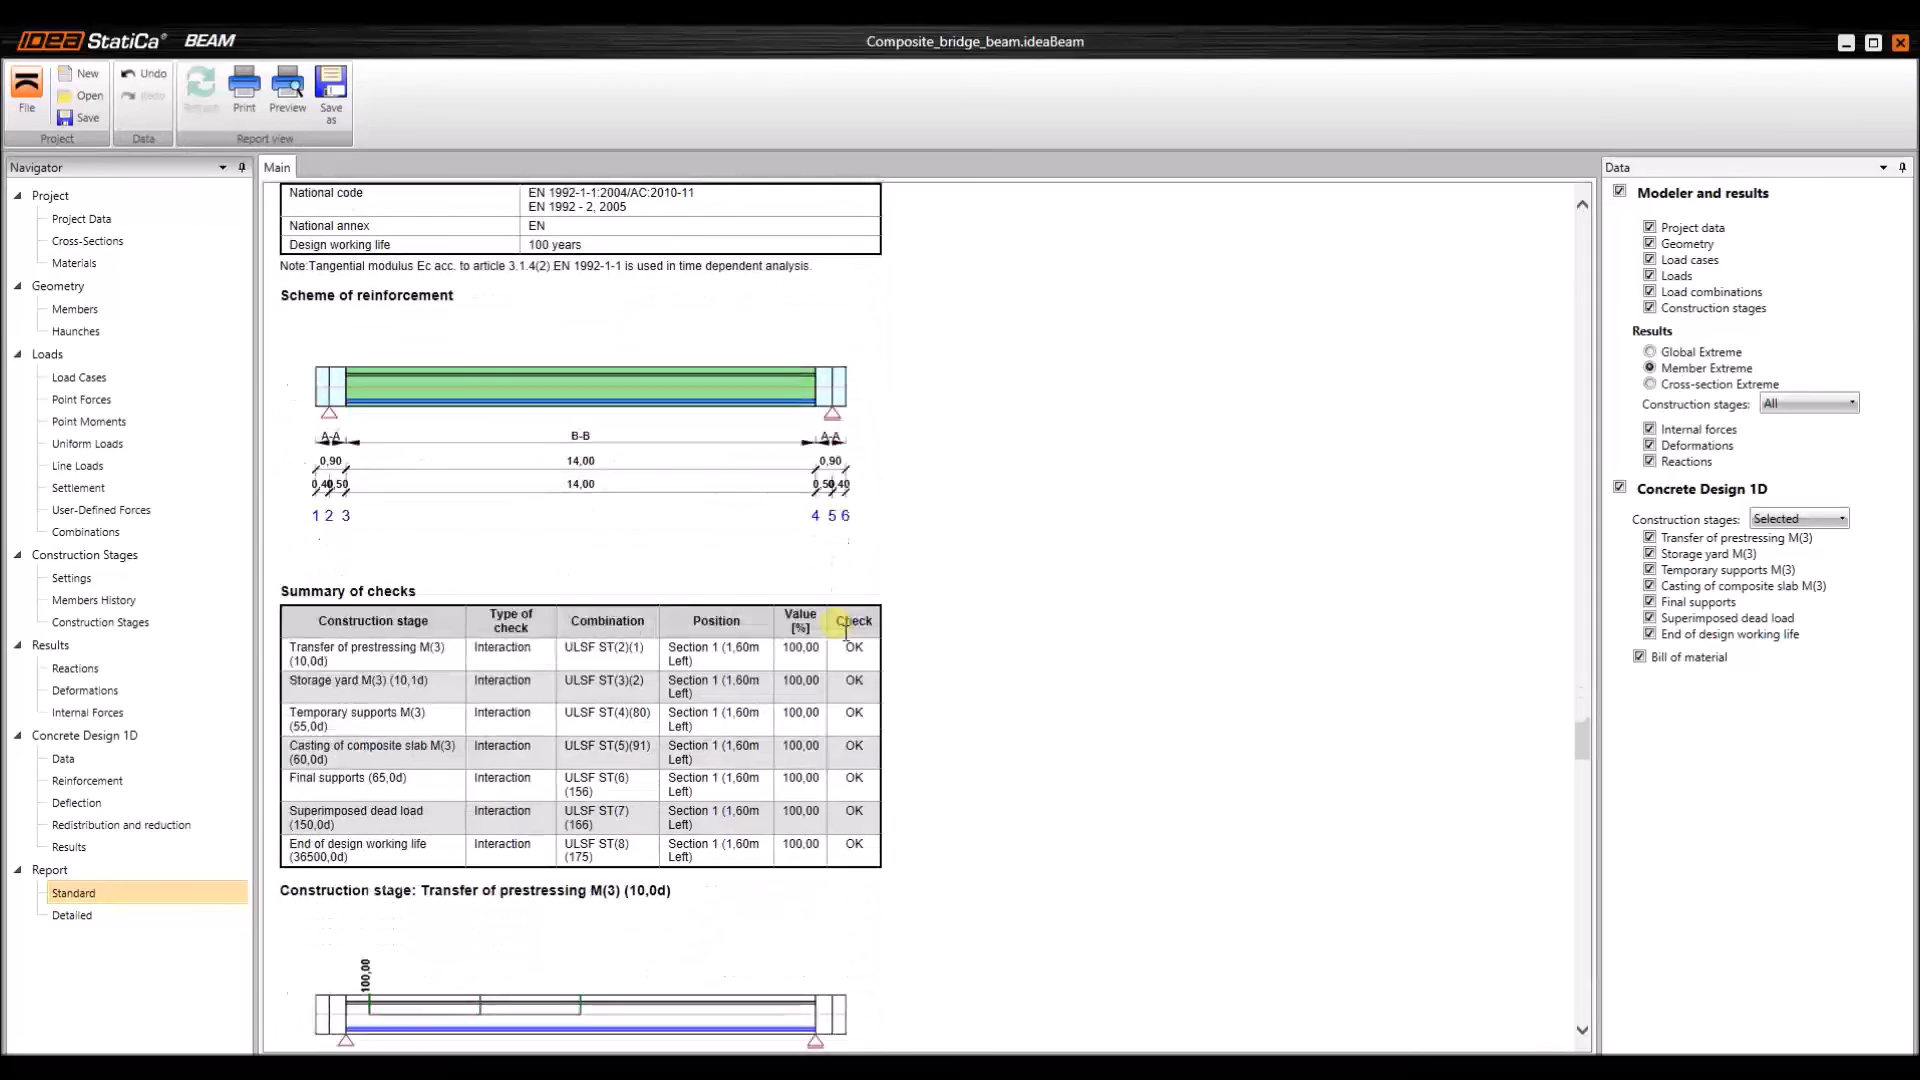 IDEA StatiCa® BEAM
Composite_bridge_beam.ideaBeam
File
New
Open
Save
Project
Undo
Redo
Data
Refresh
Print
Preview
Save as
Report view
Navigator
Project
Project Data
Cross-Sections
Materials
Geometry
Members
Haunches
Loads
Load Cases
Point Forces
Point Moments
Uniform Loads
Line Loads
Settlement
User-Defined Forces
Combinations
Construction Stages
Settings
Members History
Construction Stages
Results
Reactions
Deformations
Internal Forces
Concrete Design 1D
Data
Reinforcement
Deflection
Redistribution and reduction
Results
Report
Standard
Detailed
Main
National code EN 1992-1-1:2004/AC:2010-11
EN 1992 - 2, 2005
National annex EN
Design working life 100 years
Note:Tangential modulus Ec acc. to article 3.1.4(2) EN 1992-1-1 is used in time dependent analysis.
Scheme of reinforcement
A-A B-B A-A
0,90 14,00 0,90
0,40 0,50 14,00 0,50 0,40
1 2 3 4 5 6
Summary of checks
Construction stage Type of check Combination Position Value [%] Check
Transfer of prestressing M(3) (10,0d) Interaction ULSF ST(2)(1) Section 1 (1,60m Left) 100,00 OK
Storage yard M(3) (10,1d) Interaction ULSF ST(3)(2) Section 1 (1,60m Left) 100,00 OK
Temporary supports M(3) (55,0d) Interaction ULSF ST(4)(80) Section 1 (1,60m Left) 100,00 OK
Casting of composite slab M(3) (60,0d) Interaction ULSF ST(5)(91) Section 1 (1,60m Left) 100,00 OK
Final supports (65,0d) Interaction ULSF ST(6) (156) Section 1 (1,60m Left) 100,00 OK
Superimposed dead load (150,0d) Interaction ULSF ST(7) (166) Section 1 (1,60m Left) 100,00 OK
End of design working life (36500,0d) Interaction ULSF ST(8) (175) Section 1 (1,60m Left) 100,00 OK
Construction stage: Transfer of prestressing M(3) (10,0d)
100,00
Data
Modeler and results
Project data
Geometry
Load cases
Loads
Load combinations
Construction stages
Results
Global Extreme
Member Extreme
Cross-section Extreme
Construction stages: All
Internal forces
Deformations
Reactions
Concrete Design 1D
Construction stages: Selected
Transfer of prestressing M(3)
Storage yard M(3)
Temporary supports M(3)
Casting of composite slab M(3)
Final supports
Superimposed dead load
End of design working life
Bill of material